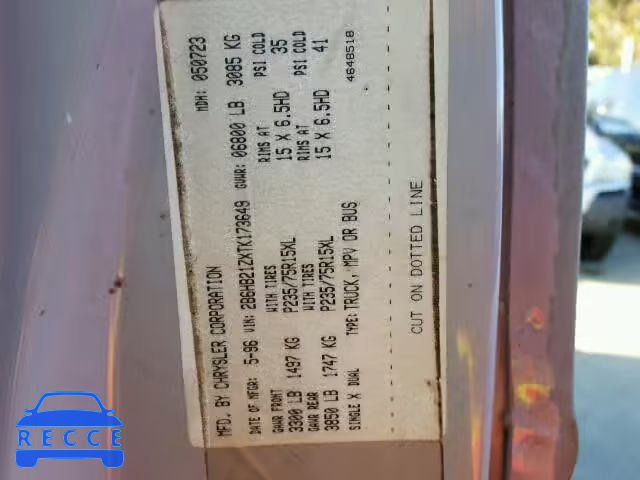 MFD. BY CHRYSLER CORPORATION MDH: 050723
DATE OF MFGR: 5-96 VIN: 2B6HB21ZXTK173649 GVWR: 06800 LB 3085 KG
GAWR FRONT WITH TIRES RIMS AT PSI COLD
3300 LB 1497 KG P235/75R15XL 15 X 6.5HD 35
GAWR REAR WITH TIRES RIMS AT PSI COLD
3850 LB 1747 KG P235/75R15XL 15 X 6.5HD 41
SINGLE X DUAL TYPE: TRUCK, MPV OR BUS 4648518
CUT ON DOTTED LINE
RECCE